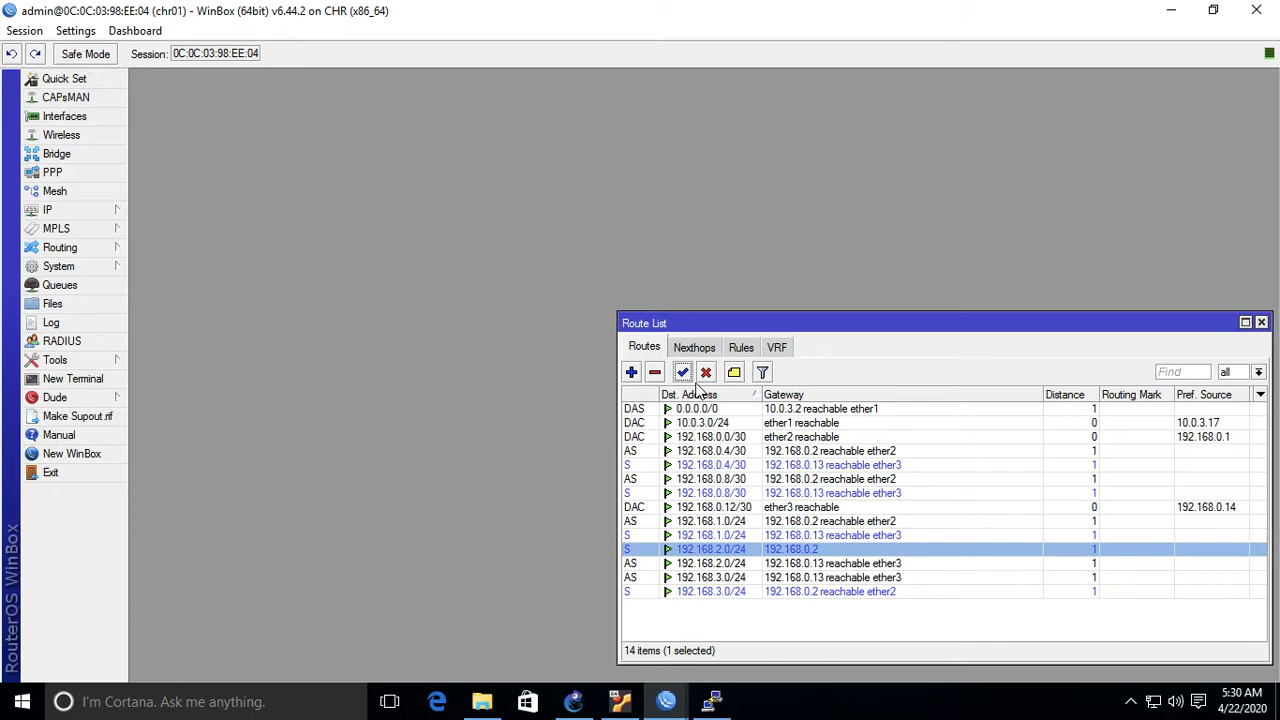 admin@0C:0C:03:98:EE:04 (chr01) - WinBox (64bit) v6.44.2 on CHR (x86_64)
Session Settings Dashboard
Safe Mode Session: 0C:0C:03:98:EE:04
Quick Set
CAPsMAN
Interfaces
Wireless
Bridge
PPP
Mesh
IP
MPLS
Routing
System
Queues
Files
Log
RADIUS
Tools
New Terminal
Dude
Make Supout.rif
Manual
New WinBox
Exit
RouterOS WinBox
Route List
Routes Nexthops Rules VRF
Find all
Dst. Address Gateway Distance Routing Mark Pref. Source
DAS 0.0.0.0/0 10.0.3.2 reachable ether1 1
DAC 10.0.3.0/24 ether1 reachable 0 10.0.3.17
DAC 192.168.0.0/30 ether2 reachable 0 192.168.0.1
AS 192.168.0.4/30 192.168.0.2 reachable ether2 1
S 192.168.0.4/30 192.168.0.13 reachable ether3 1
AS 192.168.0.8/30 192.168.0.2 reachable ether2 1
S 192.168.0.8/30 192.168.0.13 reachable ether3 1
DAC 192.168.0.12/30 ether3 reachable 0 192.168.0.14
AS 192.168.1.0/24 192.168.0.2 reachable ether2 1
S 192.168.1.0/24 192.168.0.13 reachable ether3 1
S 192.168.2.0/24 192.168.0.2 1
AS 192.168.2.0/24 192.168.0.13 reachable ether3 1
AS 192.168.3.0/24 192.168.0.13 reachable ether3 1
S 192.168.3.0/24 192.168.0.2 reachable ether2 1
14 items (1 selected)
I'm Cortana. Ask me anything.
5:30 AM
4/22/2020